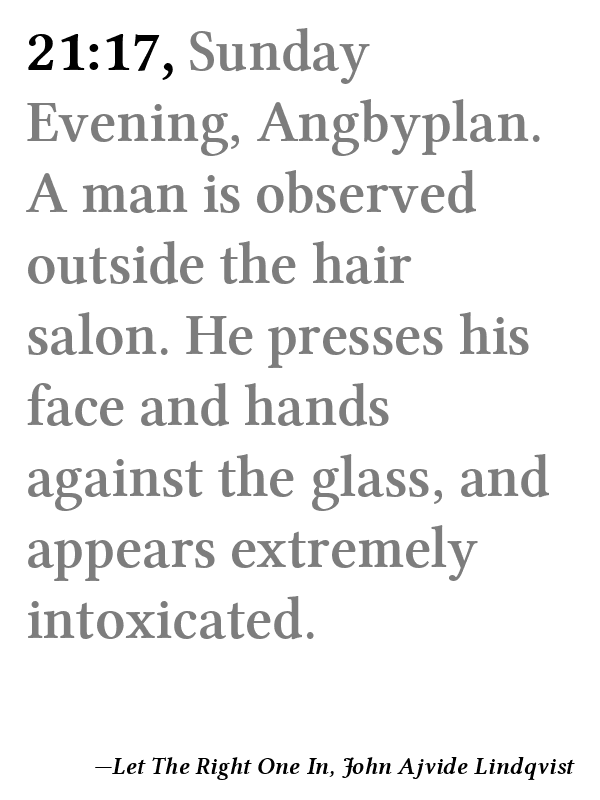 21:17, Sunday
Evening, Angbyplan.
A man is observed
outside the hair
salon. He presses his
face and hands
against the glass, and
appears extremely
intoxicated.
—Let The Right One In, John Ajvide Lindqvist